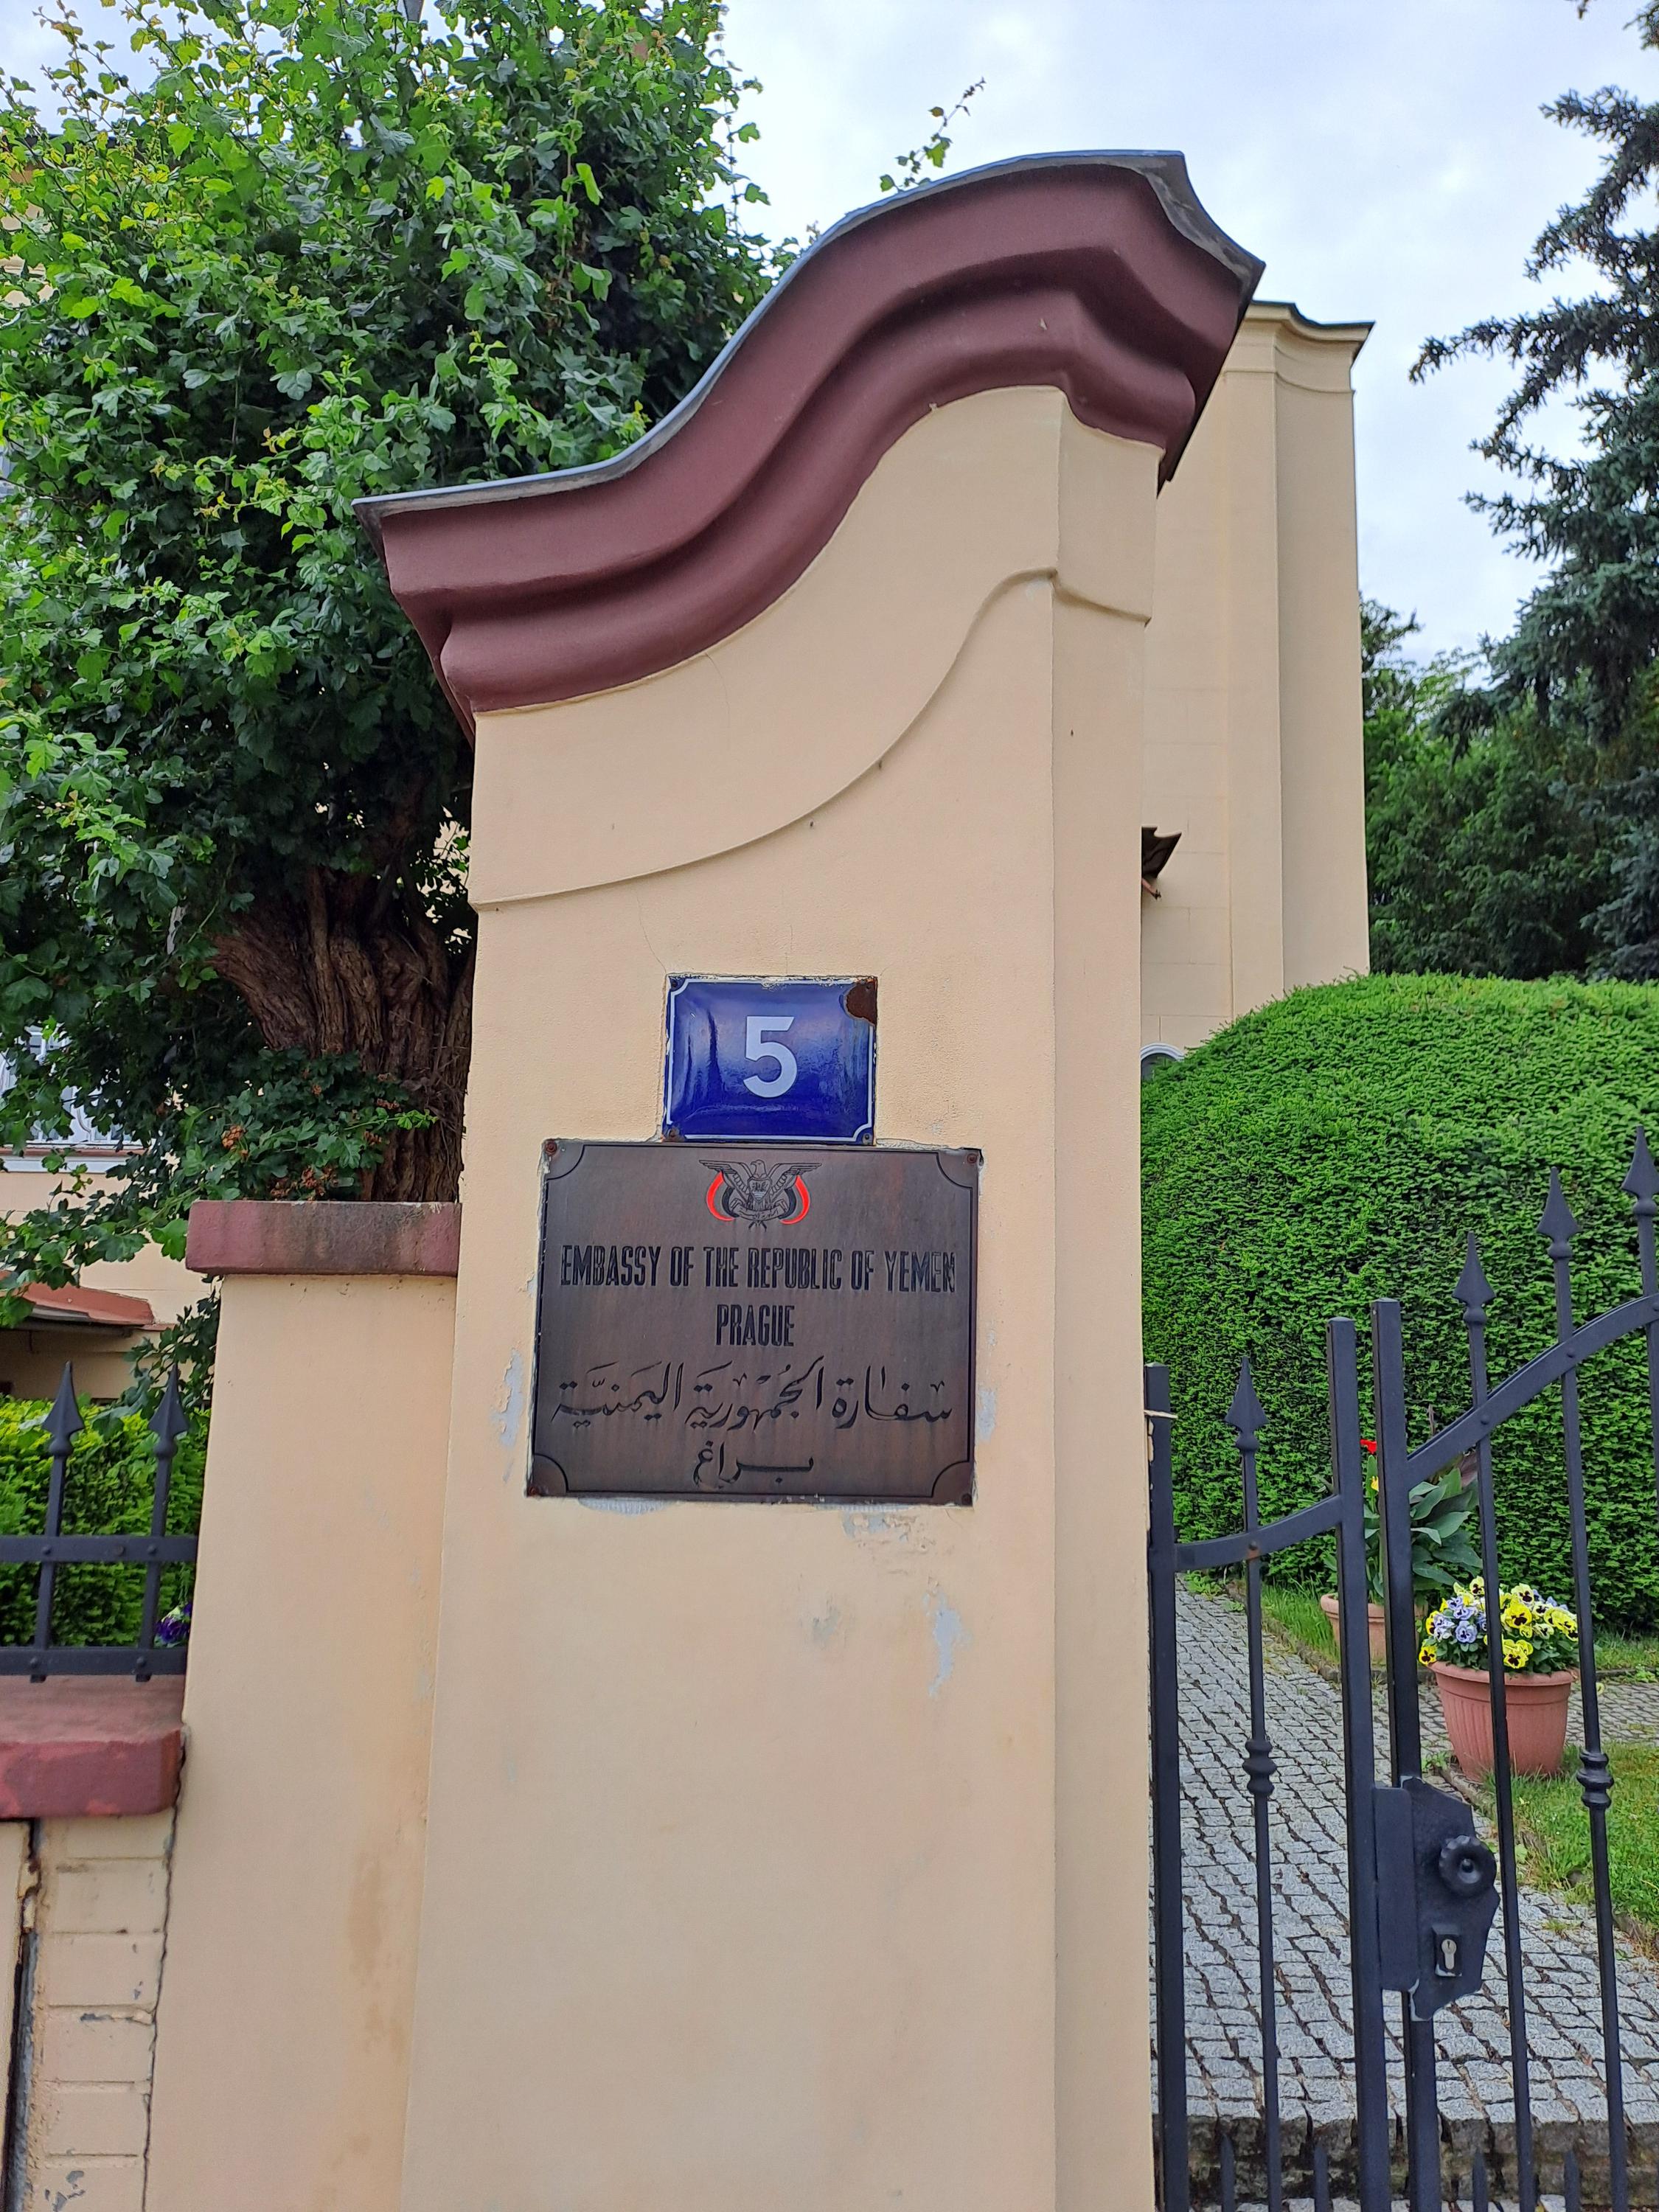 5
EMBASSY OF THE REPUBLIC OF YEMEN
PRAGUE
سفارة الجمهورية اليمنية
براغ